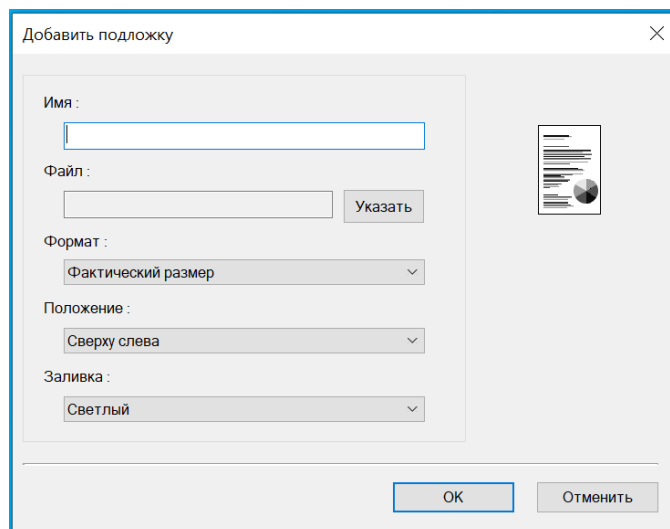 Добавить подложку
Имя :
Файл :
Указать
Формат :
Фактический размер
Положение :
Сверху слева
Заливка :
Светлый
OK
Отменить